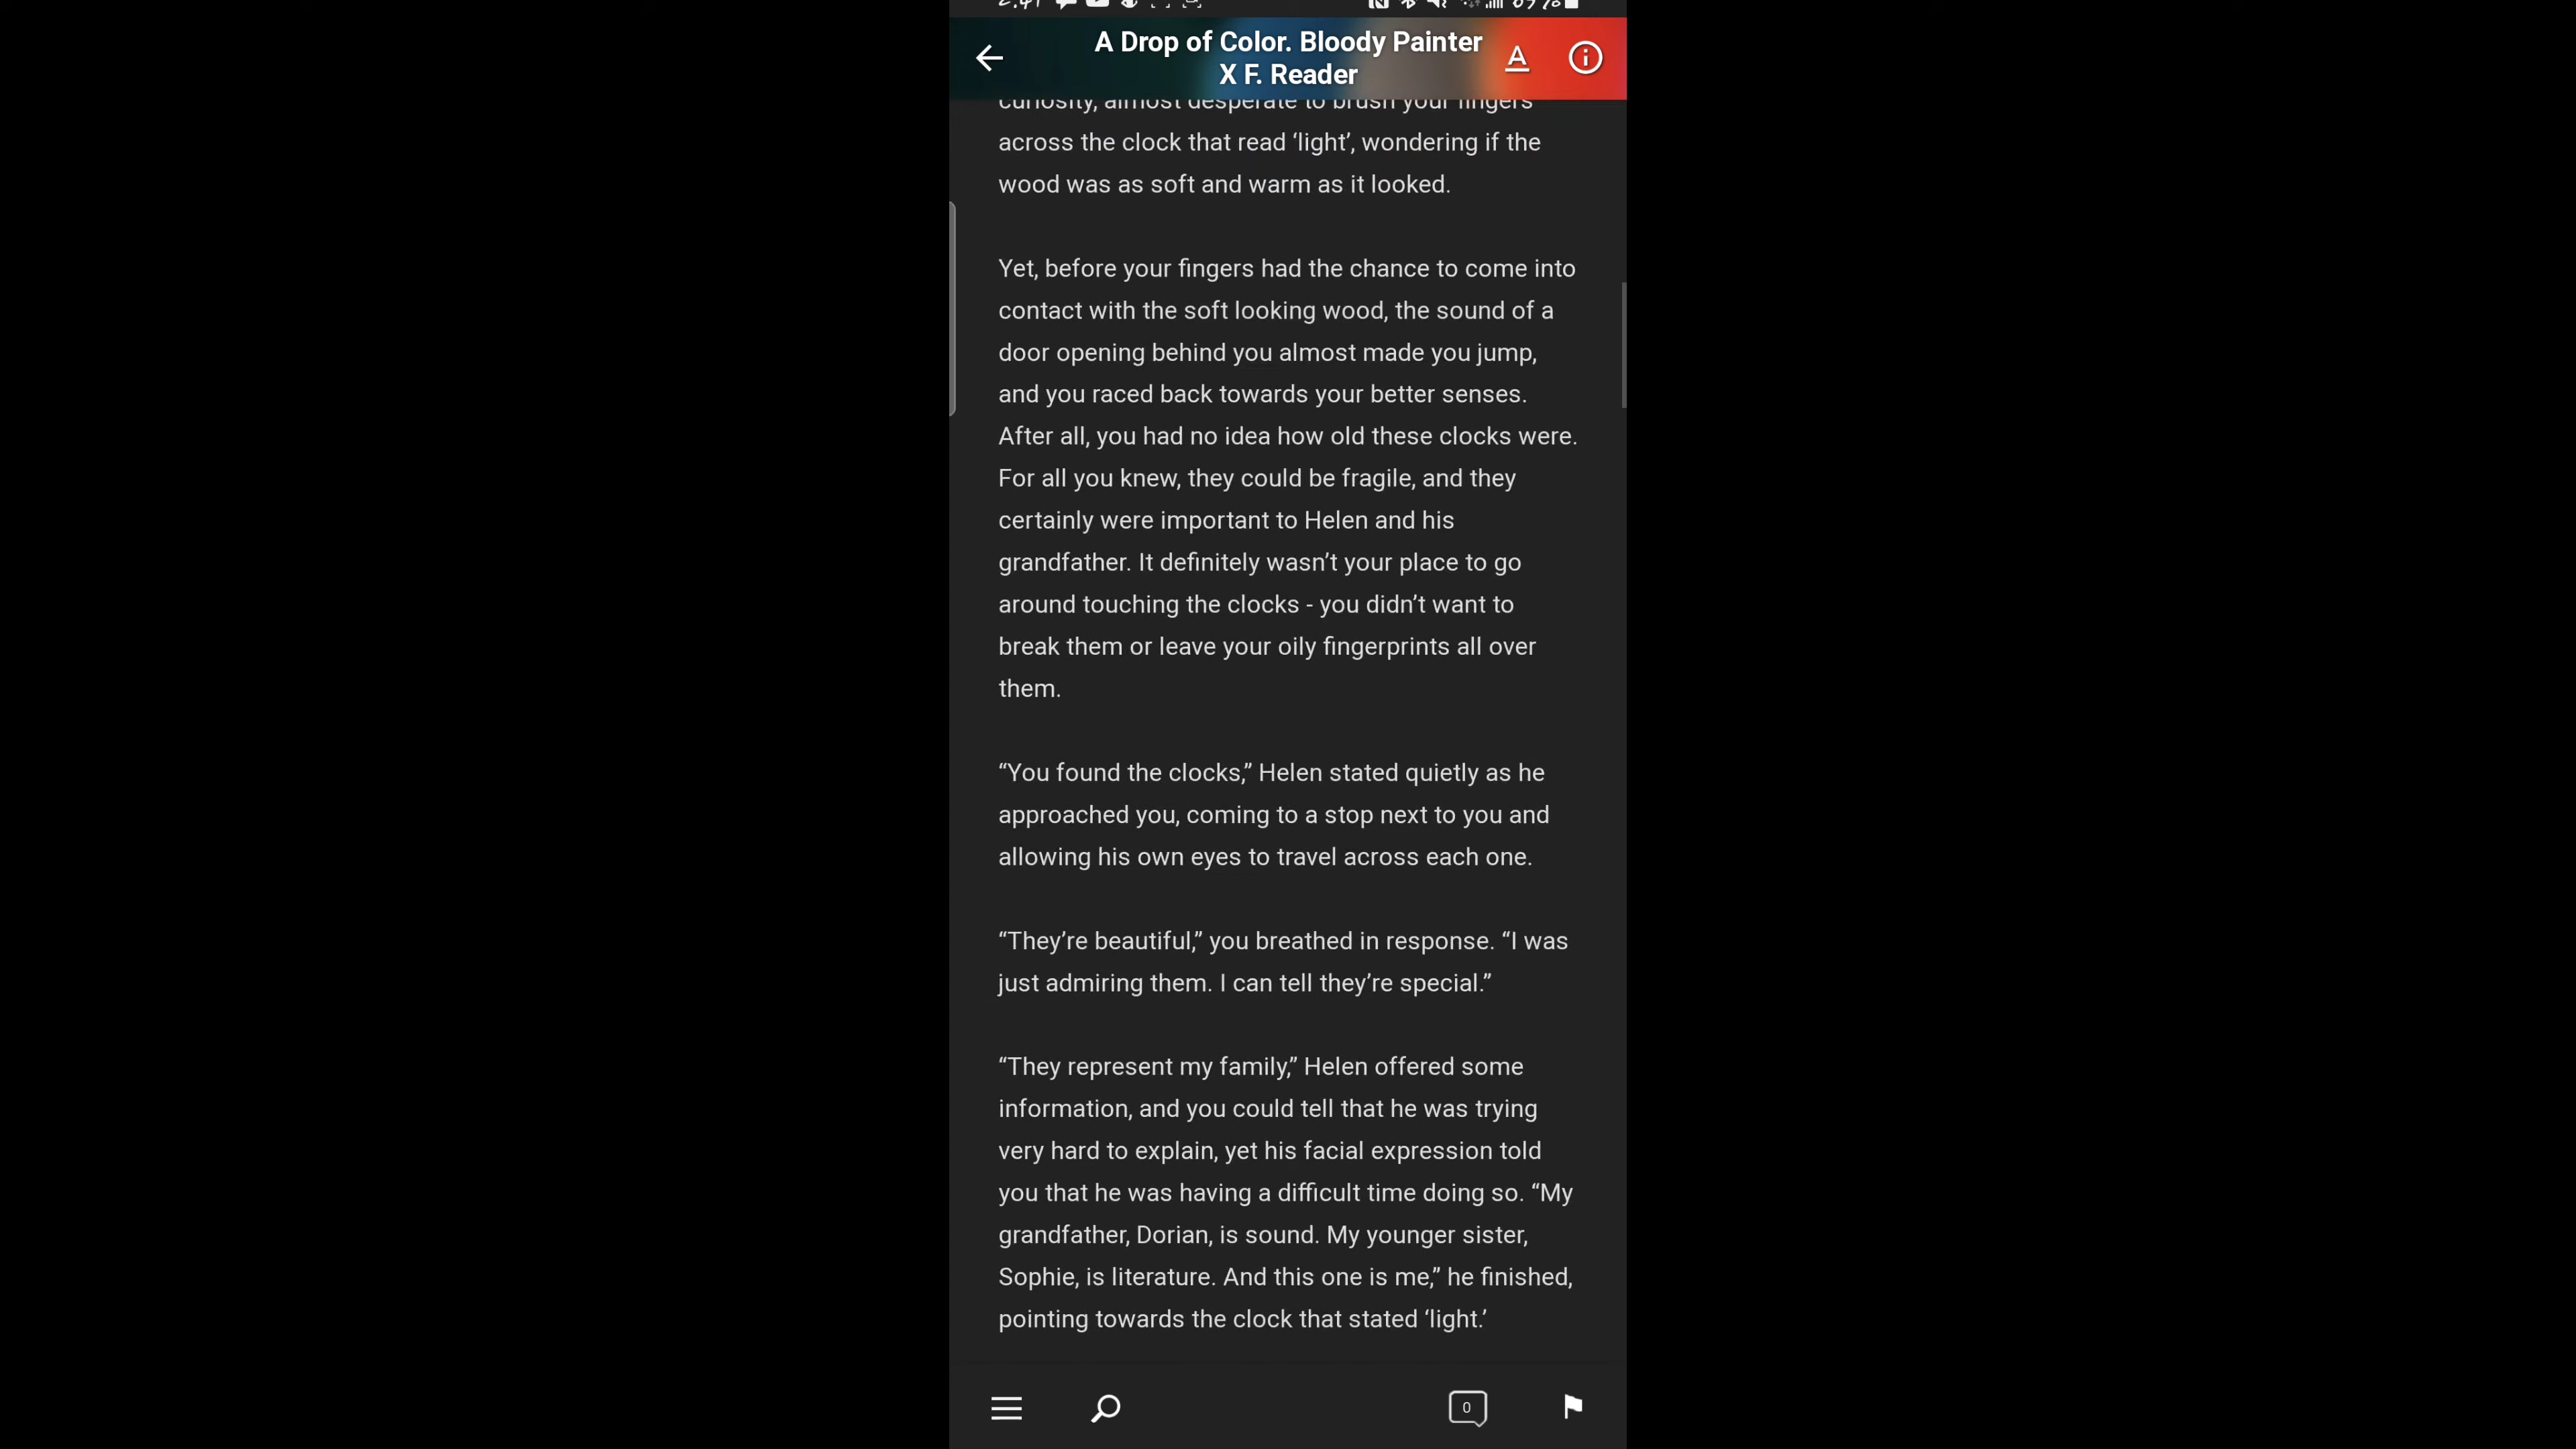 A Drop of Color. Bloody Painter
X F. Reader
A
curiosity, almost desperate to brush your fingers
across the clock that read ‘light’, wondering if the
wood was as soft and warm as it looked.
Yet, before your fingers had the chance to come into
contact with the soft looking wood, the sound of a
door opening behind you almost made you jump,
and you raced back towards your better senses.
After all, you had no idea how old these clocks were.
For all you knew, they could be fragile, and they
certainly were important to Helen and his
grandfather. It definitely wasn’t your place to go
around touching the clocks - you didn’t want to
break them or leave your oily fingerprints all over
them.
“You found the clocks,” Helen stated quietly as he
approached you, coming to a stop next to you and
allowing his own eyes to travel across each one.
“They’re beautiful,” you breathed in response. “I was
just admiring them. I can tell they’re special.”
“They represent my family,” Helen offered some
information, and you could tell that he was trying
very hard to explain, yet his facial expression told
you that he was having a difficult time doing so. “My
grandfather, Dorian, is sound. My younger sister,
Sophie, is literature. And this one is me,” he finished,
pointing towards the clock that stated ‘light.’
0